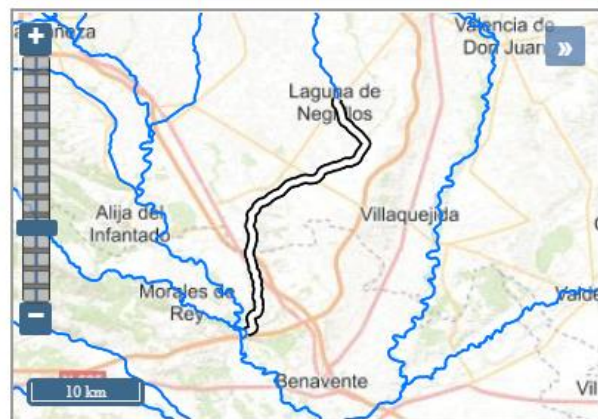 Valencia de
Don Juan
»
Laguna de
Negrillos
Alija del
Infantado
Villaquejida
Morales de
Rey
Benavente
10 km